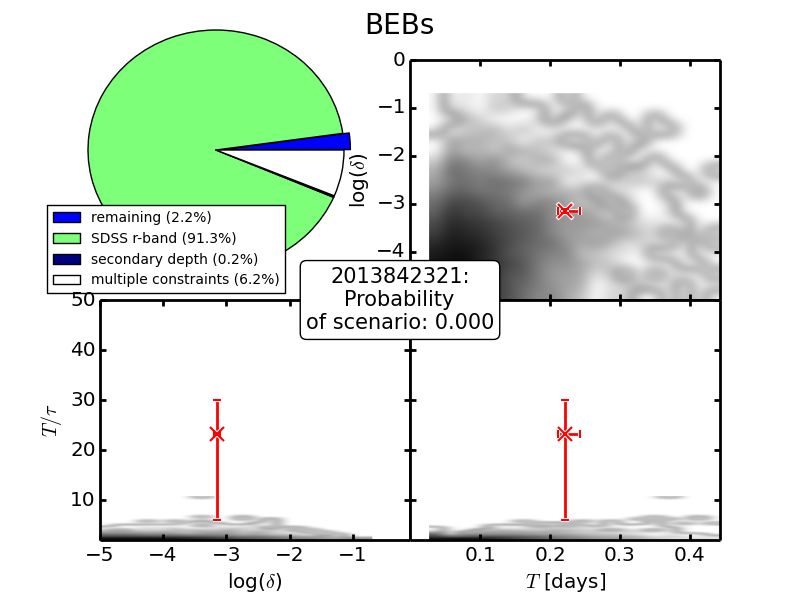 BEBs
remaining (2.2%)
SDSS r-band (91.3%)
secondary depth (0.2%)
multiple constraints (6.2%)
0
−1
−2
−3
−4
log(δ)
2013842321:
Probability
of scenario: 0.000
50
40
30
20
10
T/τ
−5 −4 −3 −2 −1
log(δ)
0.1 0.2 0.3 0.4
T [days]